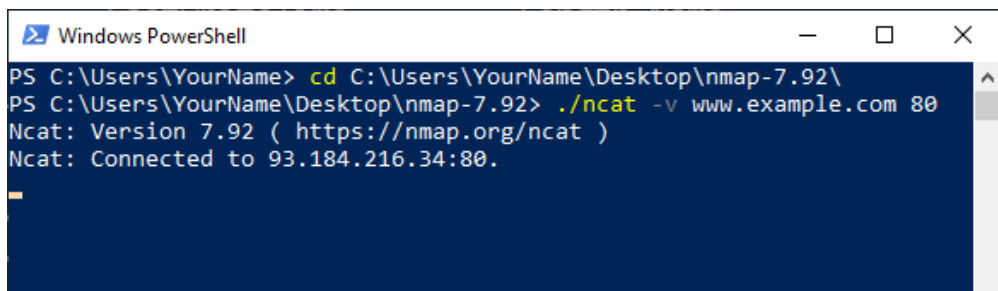 Windows PowerShell
PS C:\Users\YourName> cd C:\Users\YourName\Desktop\nmap-7.92\
PS C:\Users\YourName\Desktop\nmap-7.92> ./ncat -v www.example.com 80
Ncat: Version 7.92 ( https://nmap.org/ncat )
Ncat: Connected to 93.184.216.34:80.